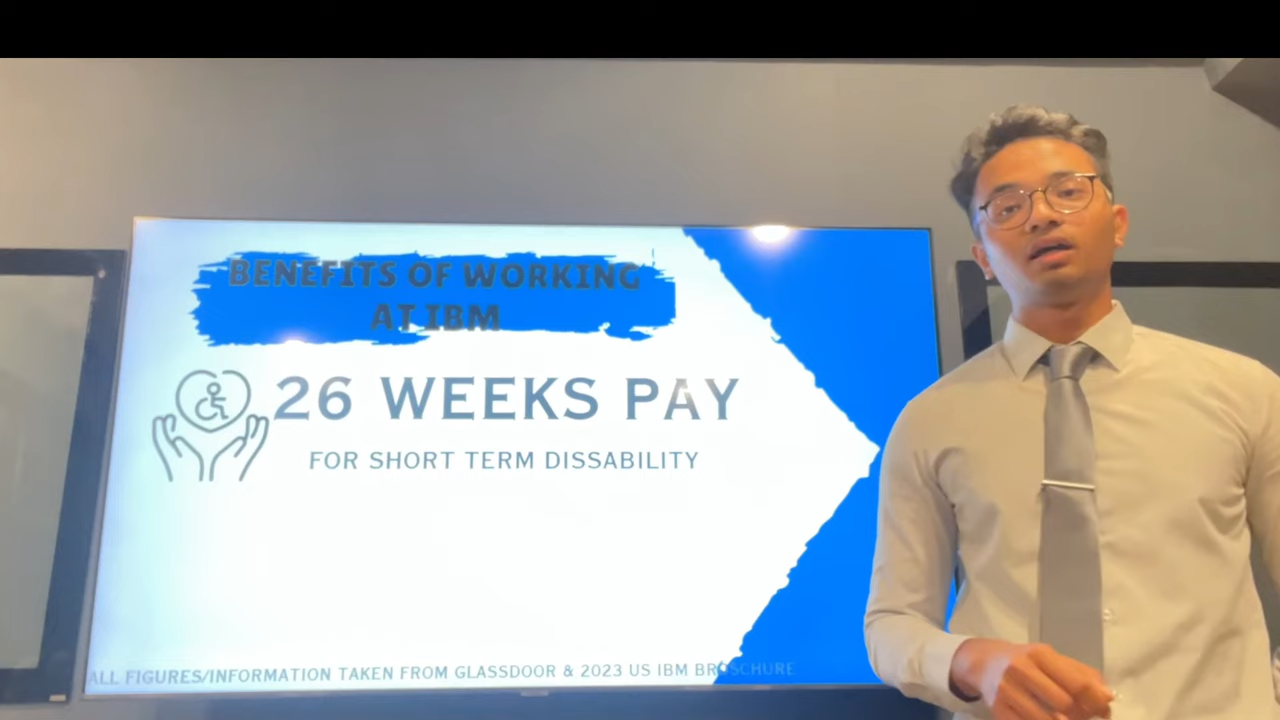 BENEFITS OF WORKING
AT IBM
26 WEEKS PAY
FOR SHORT TERM DISSABILITY
ALL FIGURES/INFORMATION TAKEN FROM GLASSDOOR & 2023 US IBM BROSCHURE